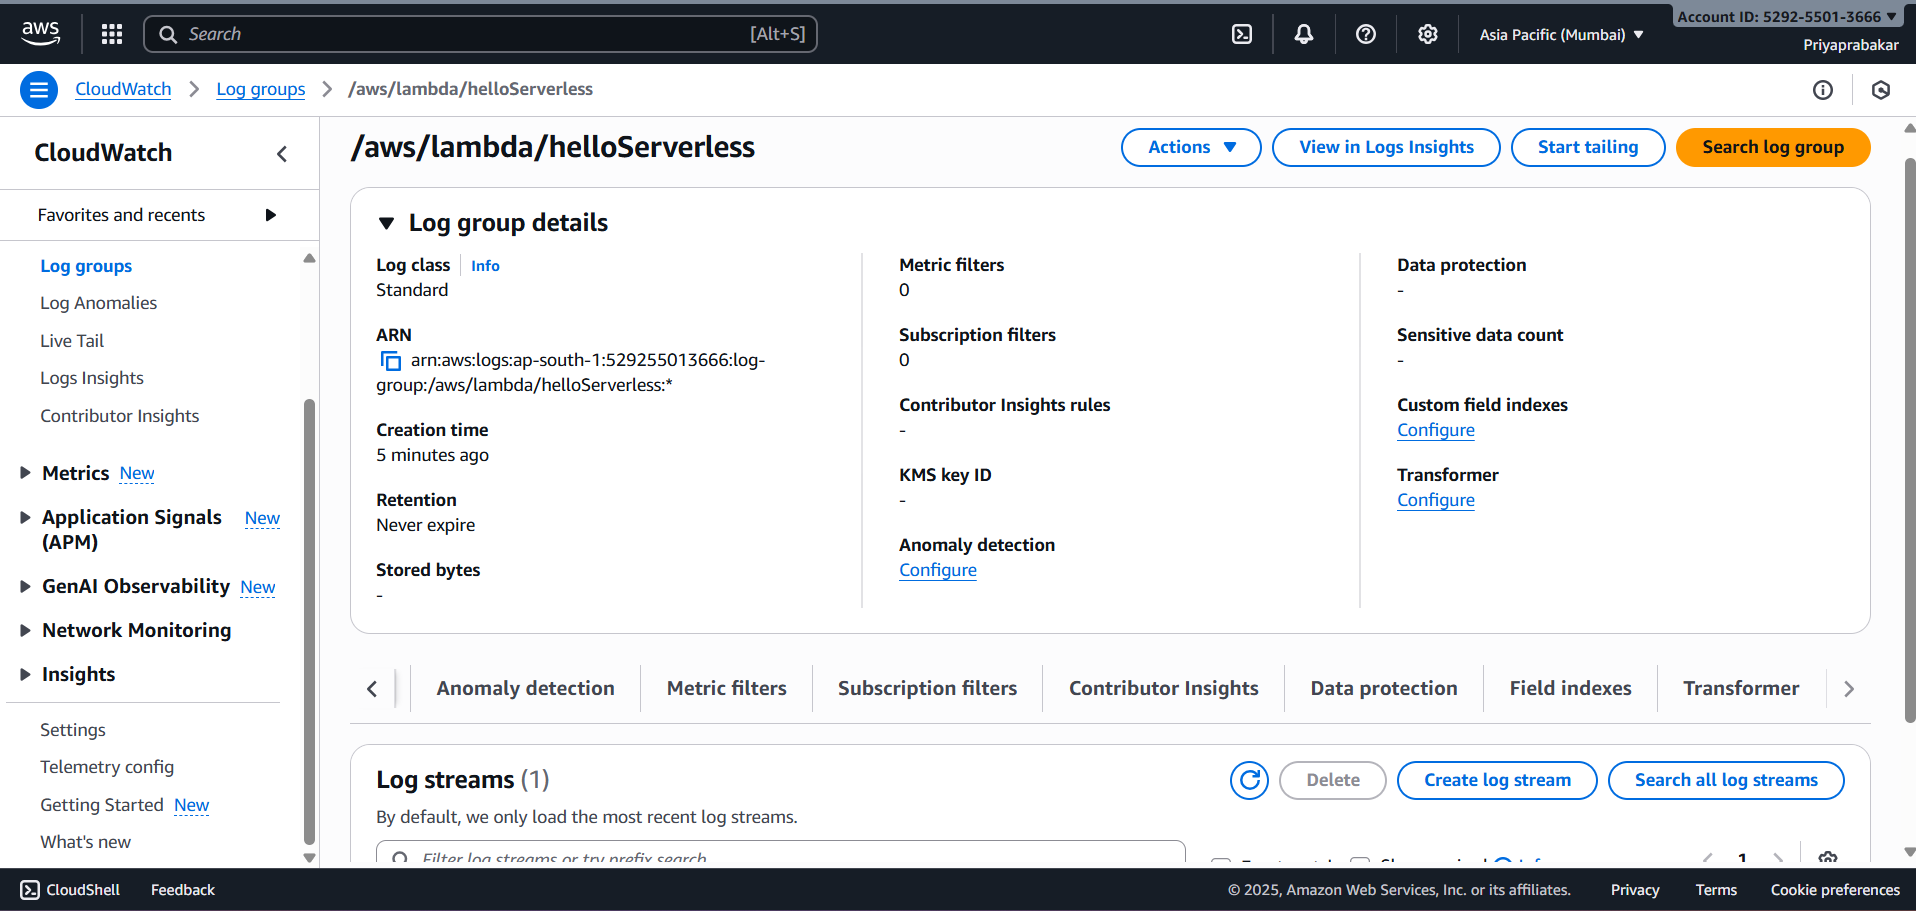 aws
Search
[Alt+S]
Asia Pacific (Mumbai)
Account ID: 5292-5501-3666
Priyaprabakar
CloudWatch
Log groups
/aws/lambda/helloServerless
CloudWatch
Favorites and recents
Log groups
Log Anomalies
Live Tail
Logs Insights
Contributor Insights
Metrics New
Application Signals New
(APM)
GenAI Observability New
Network Monitoring
Insights
Settings
Telemetry config
Getting Started New
What's new
/aws/lambda/helloServerless
Actions
View in Logs Insights
Start tailing
Search log group
Log group details
Log class
Info
Standard
ARN
arn:aws:logs:ap-south-1:529255013666:log-
group:/aws/lambda/helloServerless:*
Creation time
5 minutes ago
Retention
Never expire
Stored bytes
-
Metric filters
0
Subscription filters
0
Contributor Insights rules
-
KMS key ID
-
Anomaly detection
Configure
Data protection
-
Sensitive data count
-
Custom field indexes
Configure
Transformer
Configure
Anomaly detection
Metric filters
Subscription filters
Contributor Insights
Data protection
Field indexes
Transformer
Log streams (1)
Delete
Create log stream
Search all log streams
By default, we only load the most recent log streams.
Filter log streams or try prefix search
1
CloudShell
Feedback
© 2025, Amazon Web Services, Inc. or its affiliates.
Privacy
Terms
Cookie preferences